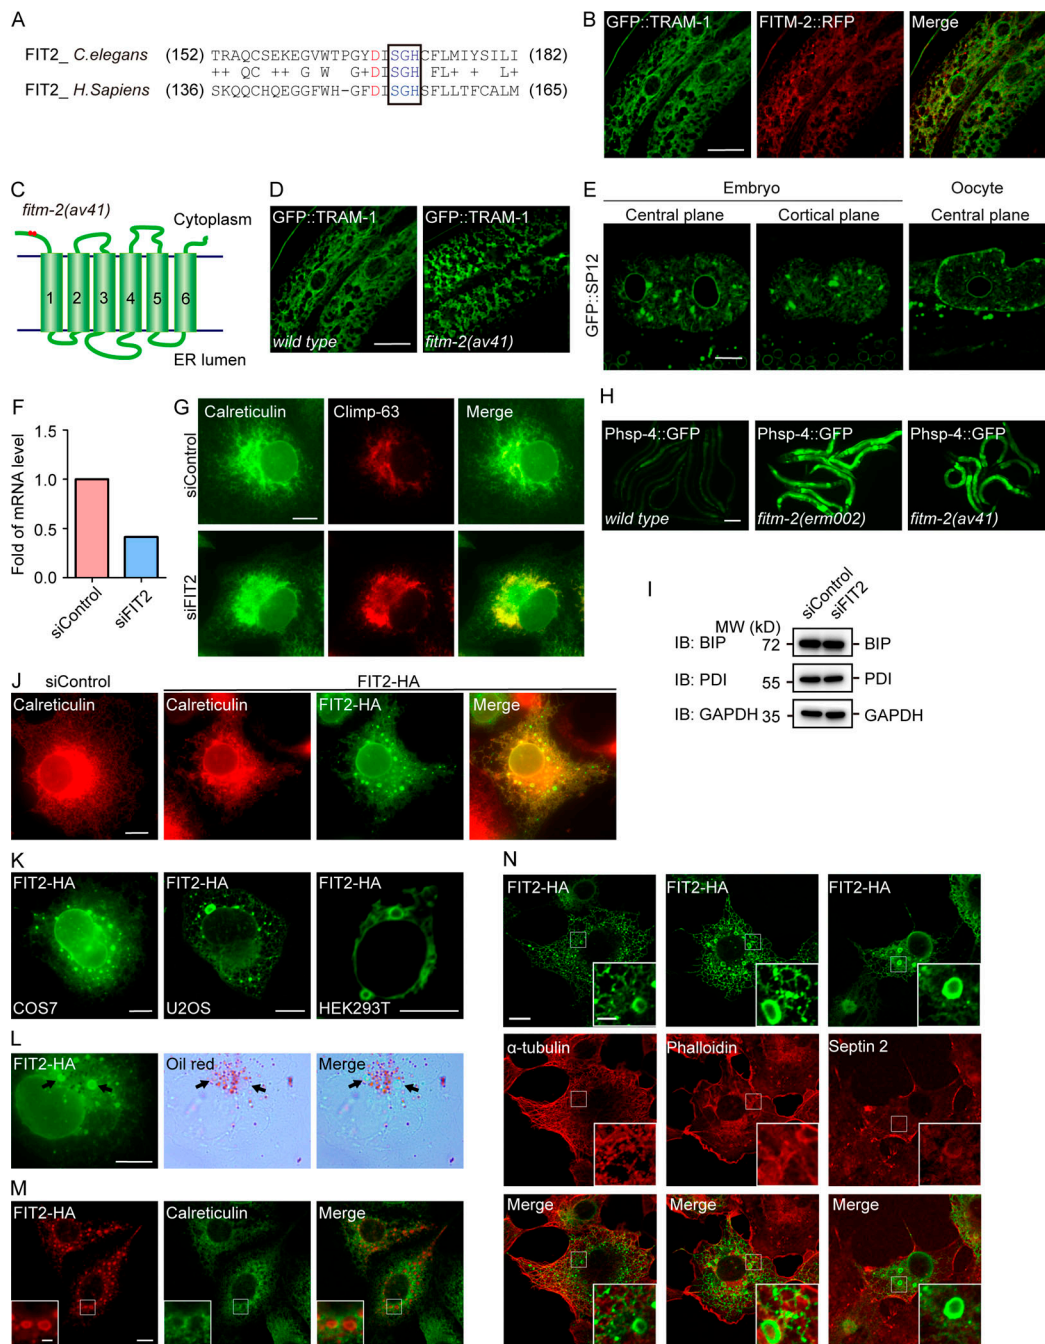 A
FIT2_ C.elegans (152) TRAQCSEKEGVWTPGYDISGHCFLMIYSILI (182)
++ QC ++ G W G+DISGH FL+ + L+
FIT2_ H.Sapiens (136) SKQQCHQEGGFWH-GFDISGHSFLLTFCALM (165)
B
GFP::TRAM-1 FITM-2::RFP Merge
C
fitm-2(av41)
Cytoplasm
1 2 3 4 5 6
ER lumen
D
GFP::TRAM-1 GFP::TRAM-1
wild type fitm-2(av41)
E
Embryo Oocyte
Central plane Cortical plane Central plane
GFP::SP12
F
Fold of mRNA level
1.5
1.0
0.5
0.0
siControl siFIT2
G
Calreticulin Climp-63 Merge
siControl
siFIT2
H
Phsp-4::GFP Phsp-4::GFP Phsp-4::GFP
wild type fitm-2(erm002) fitm-2(av41)
I
siControl siFIT2
MW (kD)
IB: BIP 72 BIP
IB: PDI 55 PDI
IB: GAPDH 35 GAPDH
J
siControl FIT2-HA
Calreticulin Calreticulin FIT2-HA Merge
K
FIT2-HA FIT2-HA FIT2-HA
COS7 U2OS HEK293T
L
FIT2-HA Oil red Merge
M
FIT2-HA Calreticulin Merge
N
FIT2-HA FIT2-HA FIT2-HA
α-tubulin Phalloidin Septin 2
Merge Merge Merge